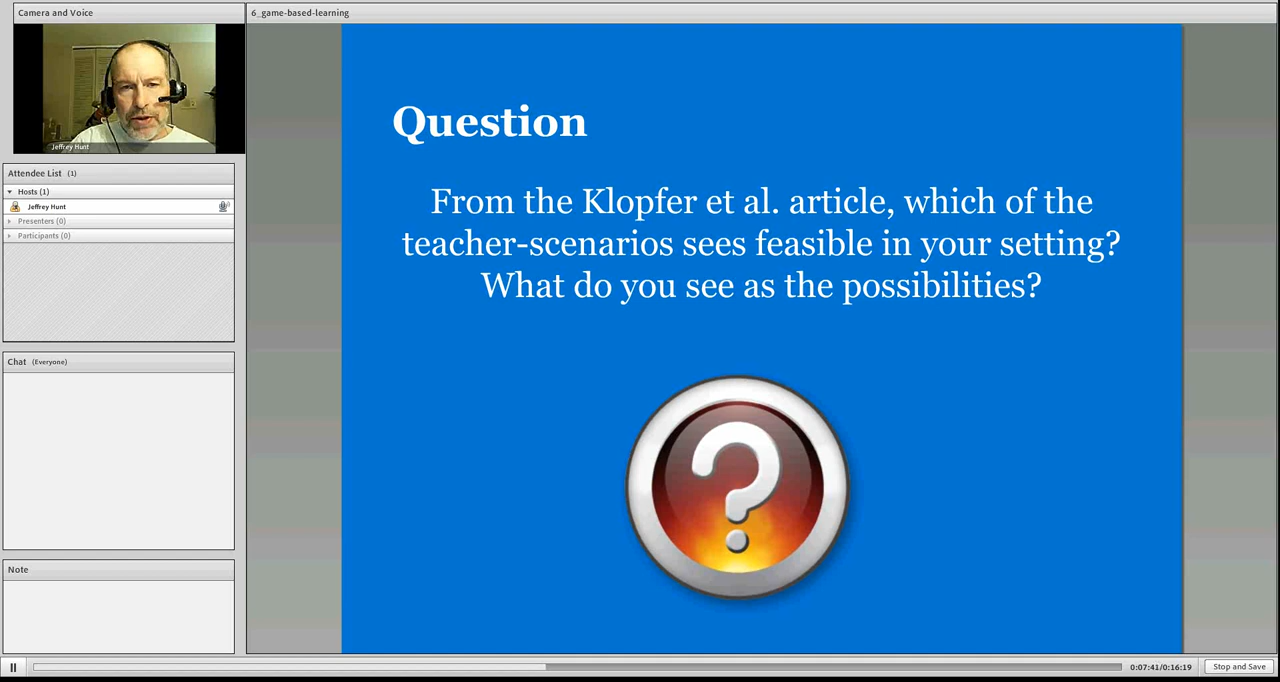 Camera and Voice
Jeffrey Hunt
Attendee List (1)
Hosts (1)
Jeffrey Hunt
Presenters (0)
Participants (0)
Chat (Everyone)
Note
6_game-based-learning
Question
From the Klopfer et al. article, which of the
teacher-scenarios sees feasible in your setting?
What do you see as the possibilities?
?
0:07:41/0:16:19
Stop and Save